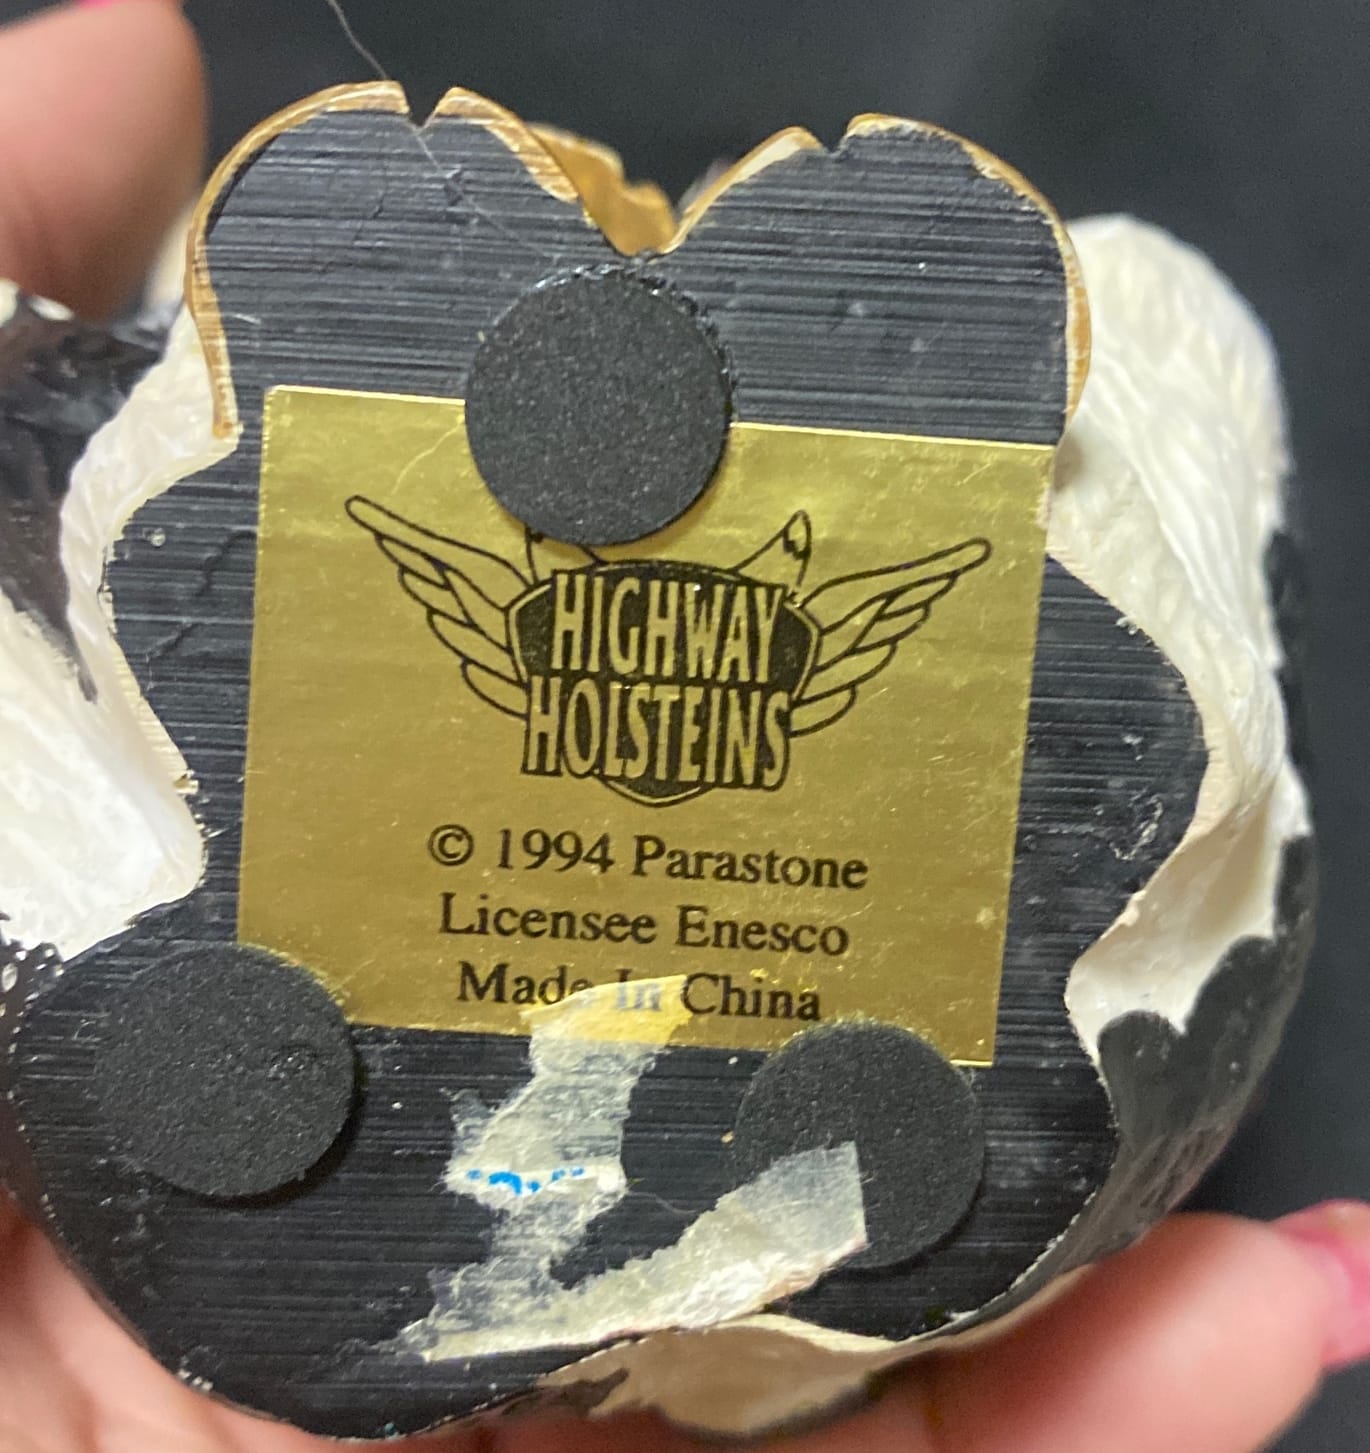 HIGHWAY
HOLSTEINS
© 1994 Parastone
Licensee Enesco
Made In China